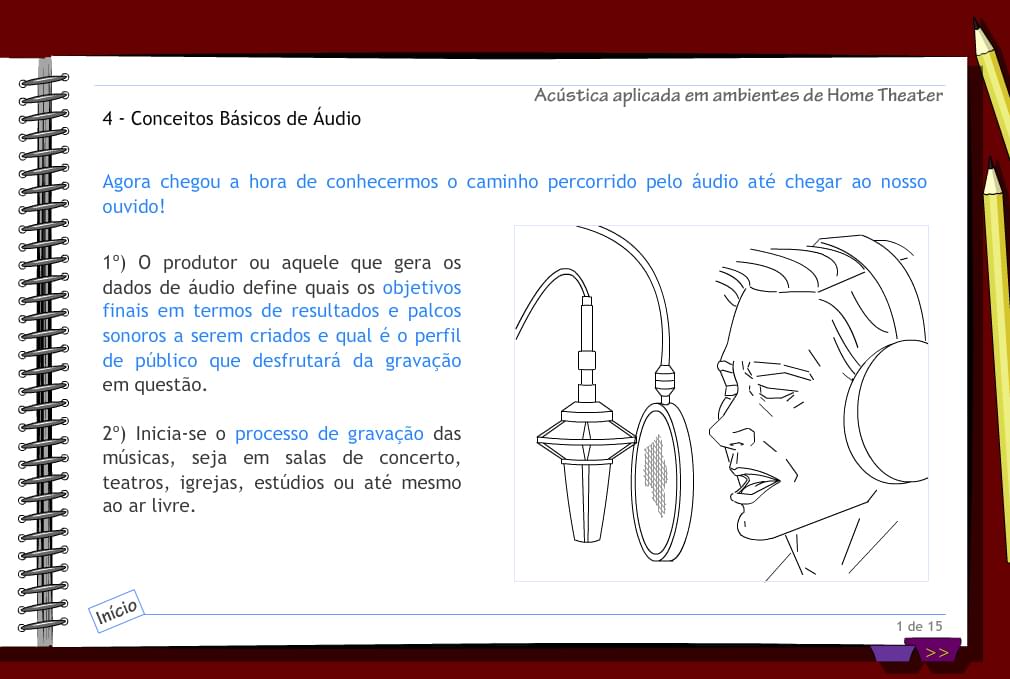 Acústica aplicada em ambientes de Home Theater
4 - Conceitos Básicos de Áudio
Agora chegou a hora de conhecermos o caminho percorrido pelo áudio até chegar ao nosso
ouvido!
1º) O produtor ou aquele que gera os
dados de áudio define quais os objetivos
finais em termos de resultados e palcos
sonoros a serem criados e qual é o perfil
de público que desfrutará da gravação
em questão.
2º) Inicia-se o processo de gravação das
músicas, seja em salas de concerto,
teatros, igrejas, estúdios ou até mesmo
ao ar livre.
Início
1 de 15
>>